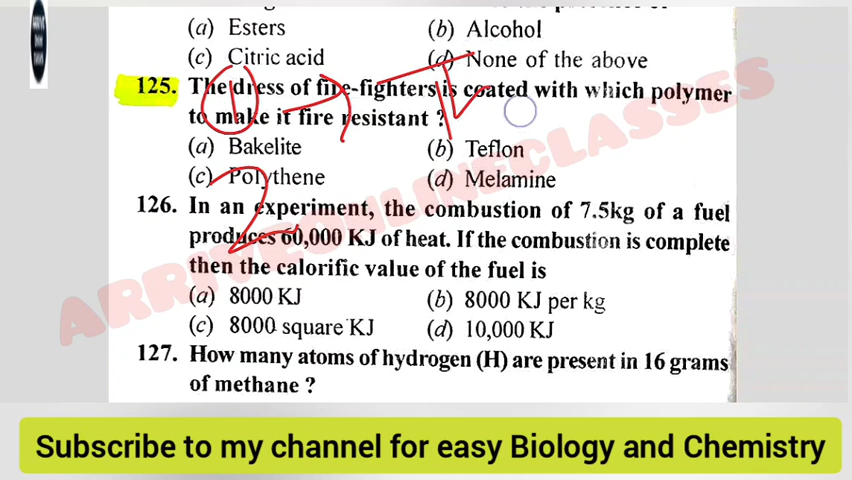 (a) Esters (b) Alcohol
(c) Citric acid (d) None of the above
125. The dress of fire-fighters is coated with which polymer
to make it fire resistant ?
(a) Bakelite (b) Teflon
(c) Polythene (d) Melamine
126. In an experiment, the combustion of 7.5kg of a fuel
produces 60,000 KJ of heat. If the combustion is complete
then the calorific value of the fuel is
(a) 8000 KJ (b) 8000 KJ per kg
(c) 8000 square KJ (d) 10,000 KJ
127. How many atoms of hydrogen (H) are present in 16 grams
of methane ?
ARRIVEONLINECLASSES
Subscribe to my channel for easy Biology and Chemistry